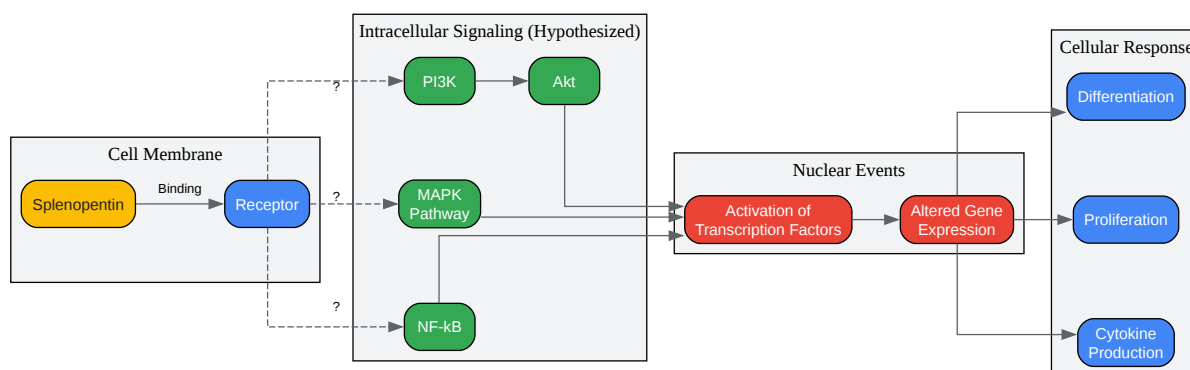 Cell Membrane
Splenopentin
Binding
Receptor
?
?
?
Intracellular Signaling (Hypothesized)
PI3K
Akt
MAPK
Pathway
NF-kB
Nuclear Events
Activation of
Transcription Factors
Altered Gene
Expression
Cellular Response
Differentiation
Proliferation
Cytokine
Production